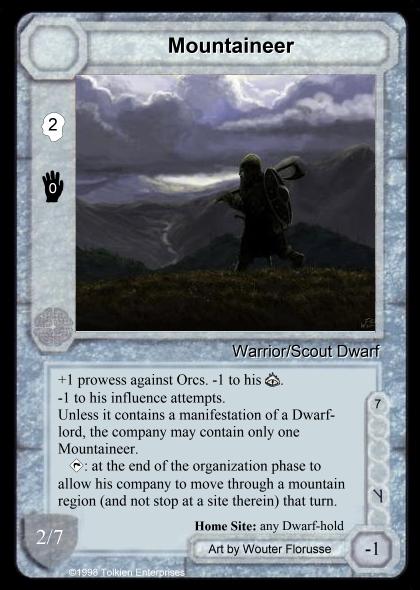 Mountaineer
2
0
Warrior/Scout Dwarf
+1 prowess against Orcs. -1 to his .
-1 to his influence attempts.
Unless it contains a manifestation of a Dwarf-
lord, the company may contain only one
Mountaineer.
: at the end of the organization phase to
allow his company to move through a mountain
region (and not stop at a site therein) that turn.
7
Home Site: any Dwarf-hold
2/7
Art by Wouter Florusse
-1
©1998 Tolkien Enterprises